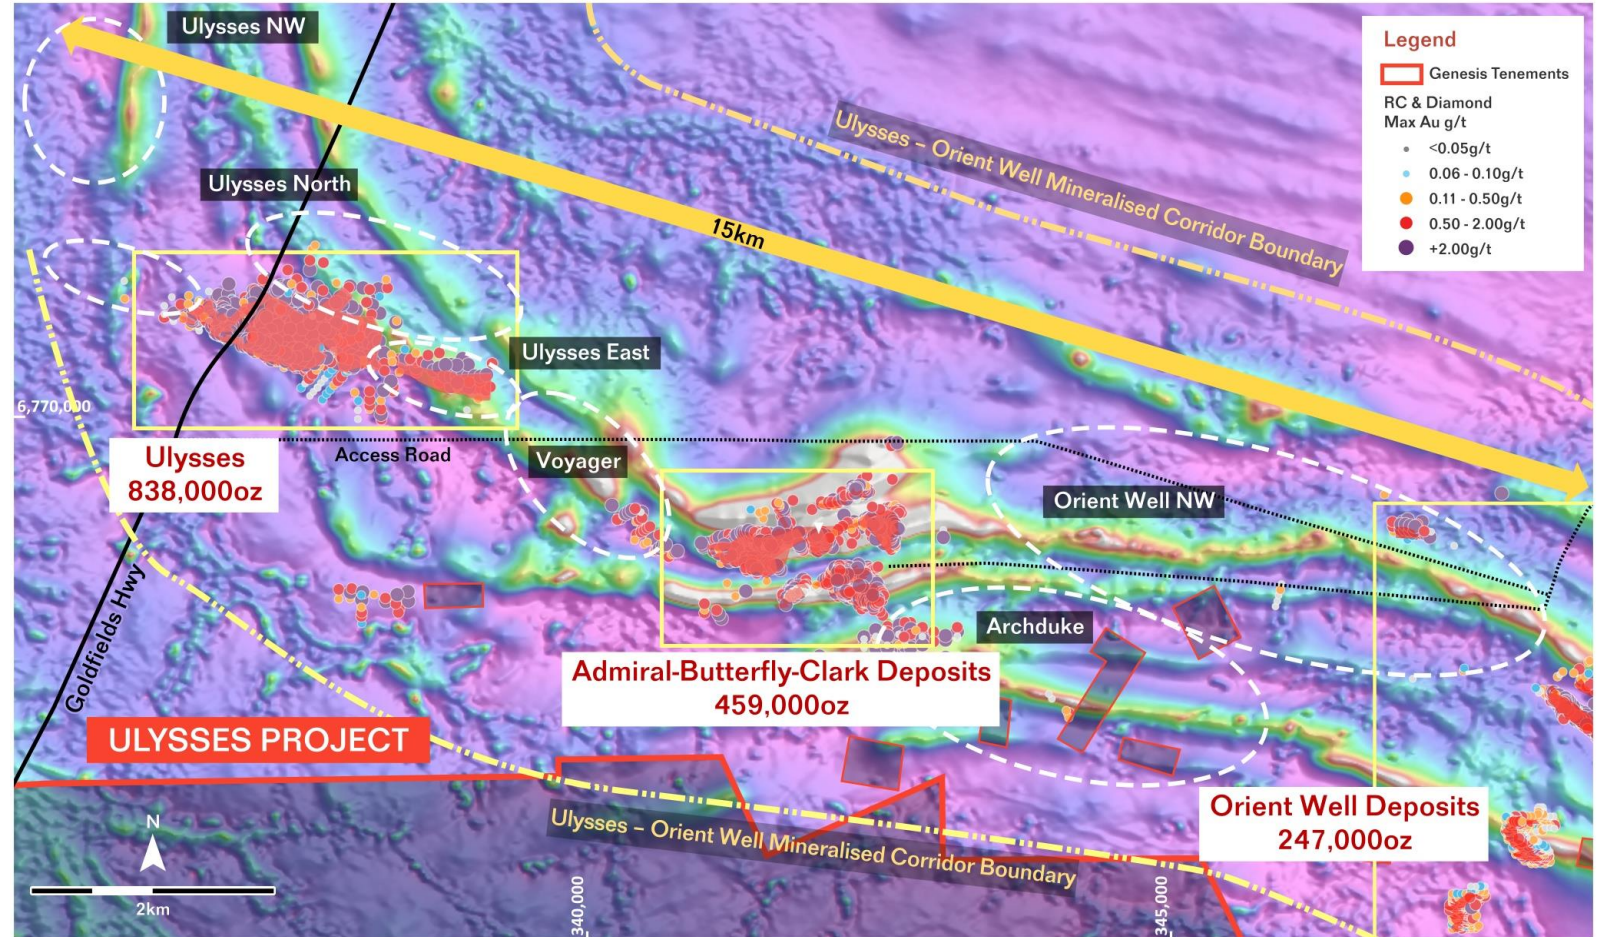 Ulysses NW
Legend
Genesis Tenements
RC & Diamond
Max Au g/t
<0.05g/t
0.06 - 0.10g/t
0.11 - 0.50g/t
0.50 - 2.00g/t
+2.00g/t
Ulysses – Orient Well Mineralised Corridor Boundary
Ulysses North
15km
Ulysses East
6,770,000
Ulysses
838,000oz
Access Road
Voyager
Orient Well NW
Goldfields Hwy
Archduke
Admiral-Butterfly-Clark Deposits
459,000oz
ULYSSES PROJECT
Orient Well Deposits
247,000oz
Ulysses – Orient Well Mineralised Corridor Boundary
N
2km
340,000
345,000